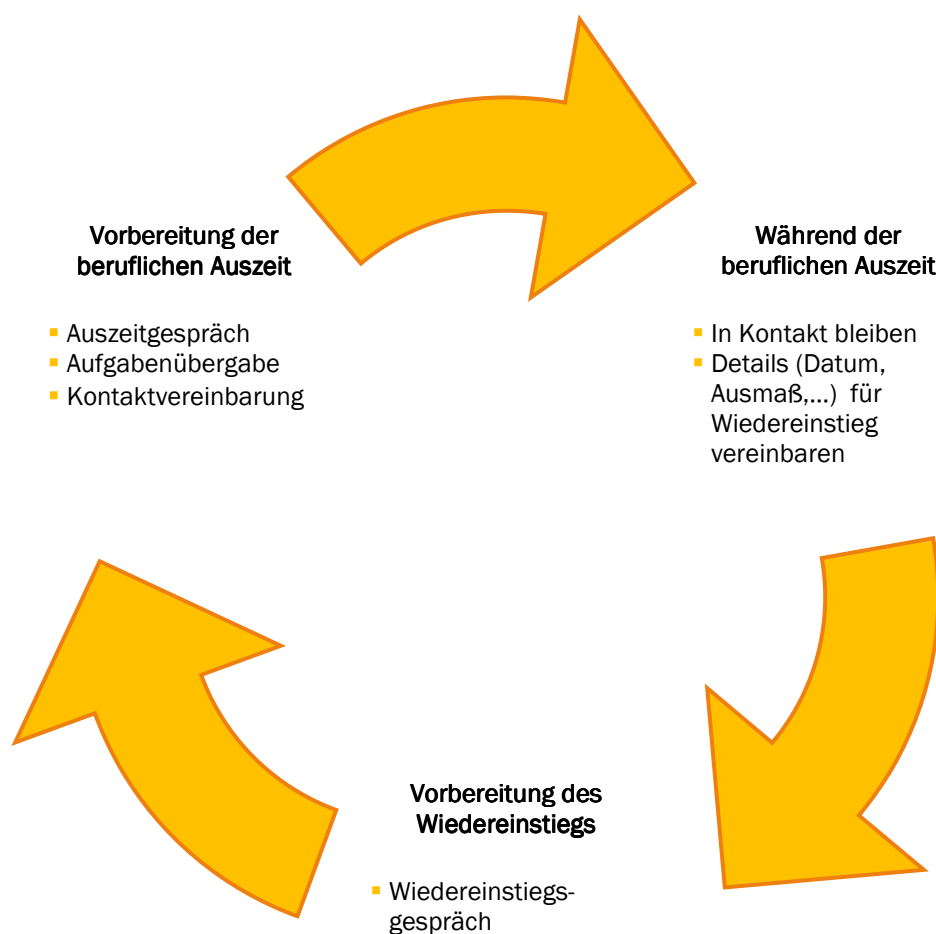 Vorbereitung der
beruflichen Auszeit
▪ Auszeitgespräch
▪ Aufgabenübergabe
▪ Kontaktvereinbarung
Während der
beruflichen Auszeit
▪ In Kontakt bleiben
▪ Details (Datum,
Ausmaß,...) für
Wiedereinstieg
vereinbaren
Vorbereitung des
Wiedereinstiegs
▪ Wiedereinstiegs-
gespräch